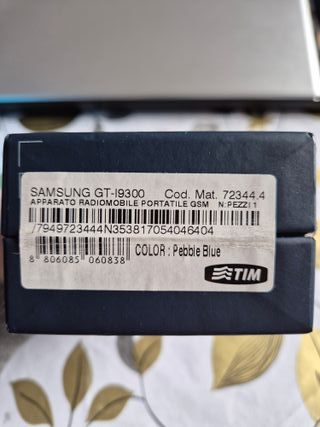 SAMSUNG GT-I9300 Cod. Mat. 72344.4
APPARATO RADIOMOBILE PORTATILE GSM N:PEZZI 1
/7949723444N353817054046404
8 806085 060838
COLOR : Pebble Blue
TIM